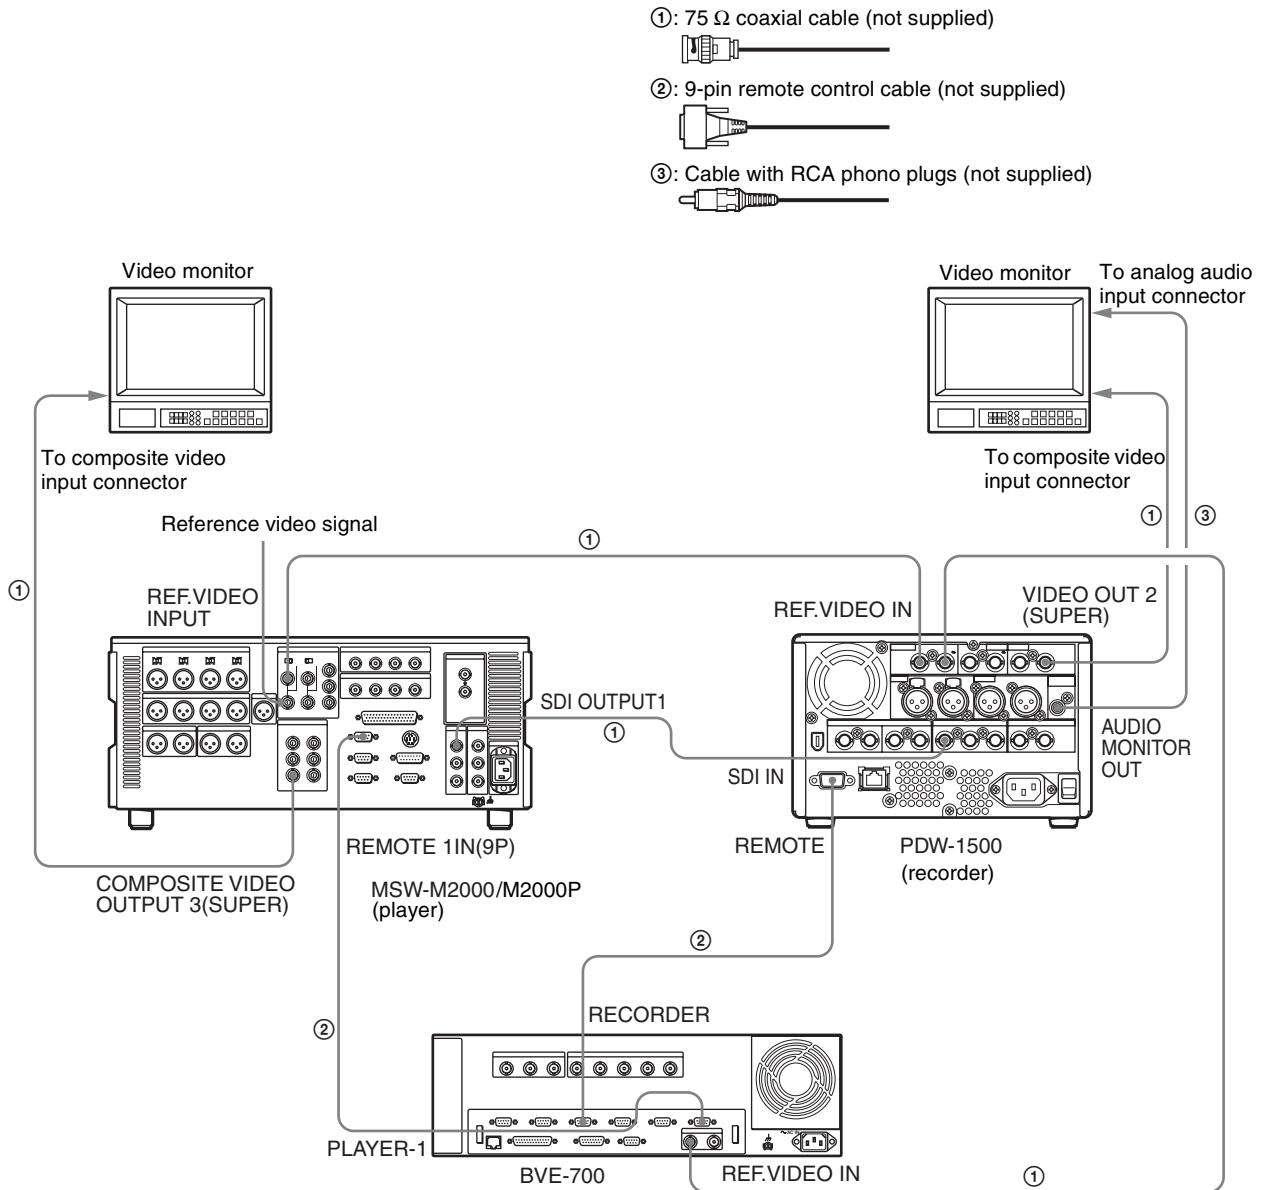 ①: 75 Ω coaxial cable (not supplied)
②: 9-pin remote control cable (not supplied)
③: Cable with RCA phono plugs (not supplied)
Video monitor
Video monitor
To analog audio
input connector
To composite video
input connector
To composite video
input connector
Reference video signal
①
①
③
①
REF.VIDEO
INPUT
REF.VIDEO IN
VIDEO OUT 2
(SUPER)
SDI OUTPUT1
①
SDI IN
AUDIO
MONITOR
OUT
REMOTE 1IN(9P)
REMOTE
PDW-1500
(recorder)
COMPOSITE VIDEO
OUTPUT 3(SUPER)
MSW-M2000/M2000P
(player)
②
②
RECORDER
PLAYER-1
BVE-700
REF.VIDEO IN
①